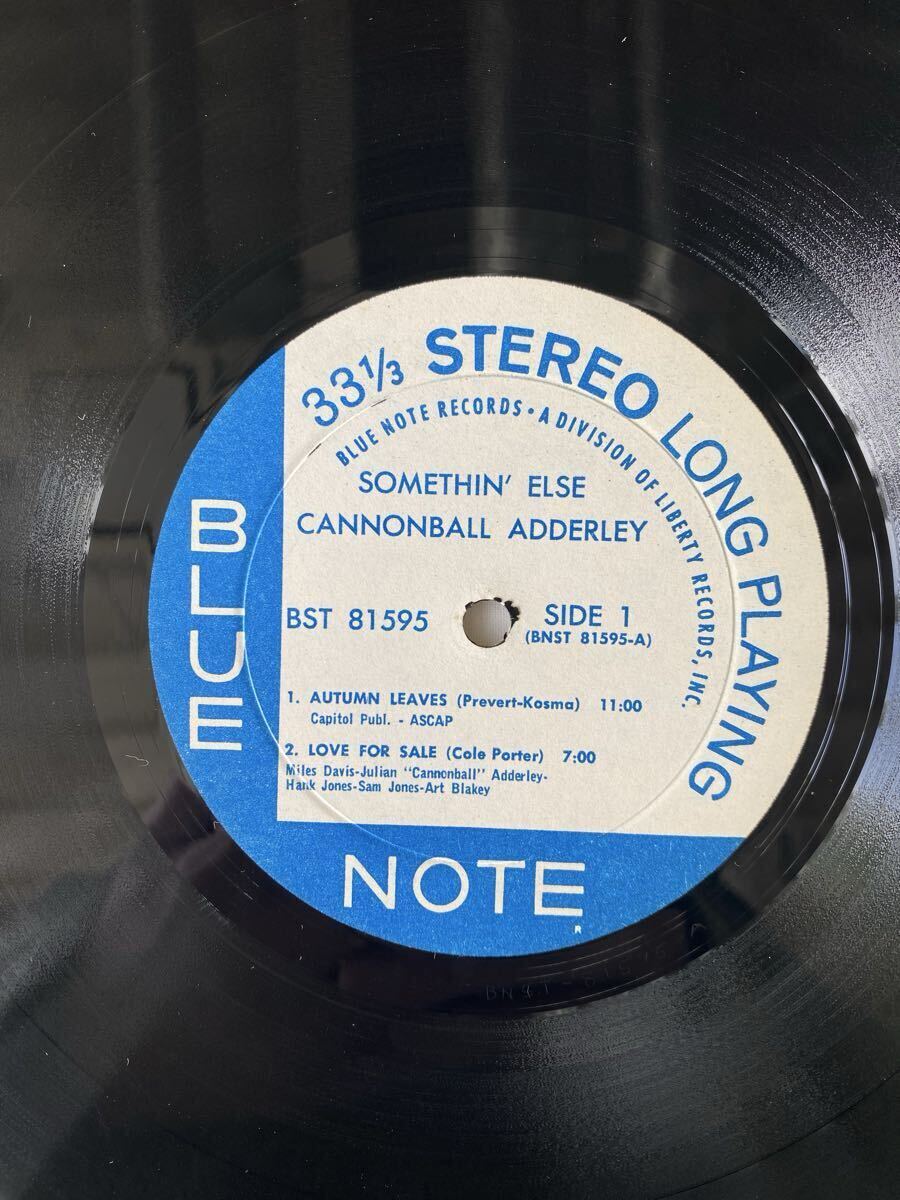 33 1/3 STEREO LONG PLAYING
BLUE NOTE RECORDS • A DIVISION OF LIBERTY RECORDS, INC.
SOMETHIN' ELSE
CANNONBALL ADDERLEY
BST 81595
SIDE 1
(BNST 81595-A)
1. AUTUMN LEAVES (Prevert-Kosma) 11:00
Capitol Publ. - ASCAP
2. LOVE FOR SALE (Cole Porter) 7:00
Miles Davis-Julian "Cannonball" Adderley-
Hank Jones-Sam Jones-Art Blakey
BLUE
NOTE
R